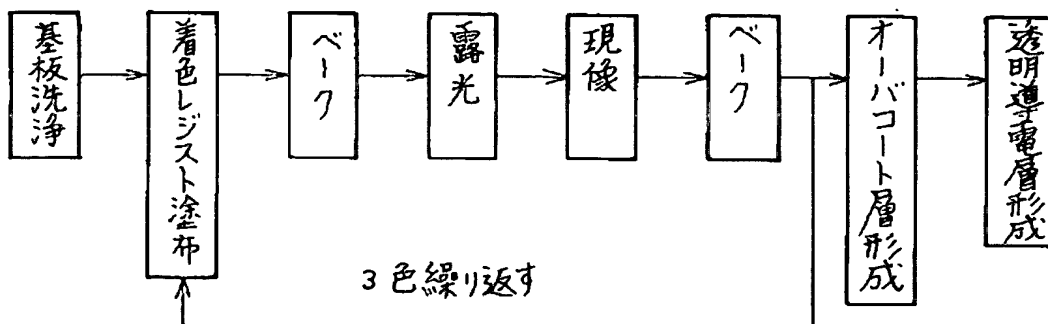 基板洗浄
着色レジスト塗布
ベーク
露光
現像
ベーク
オーバコート層形成
透明導電層形成
3色繰り返す